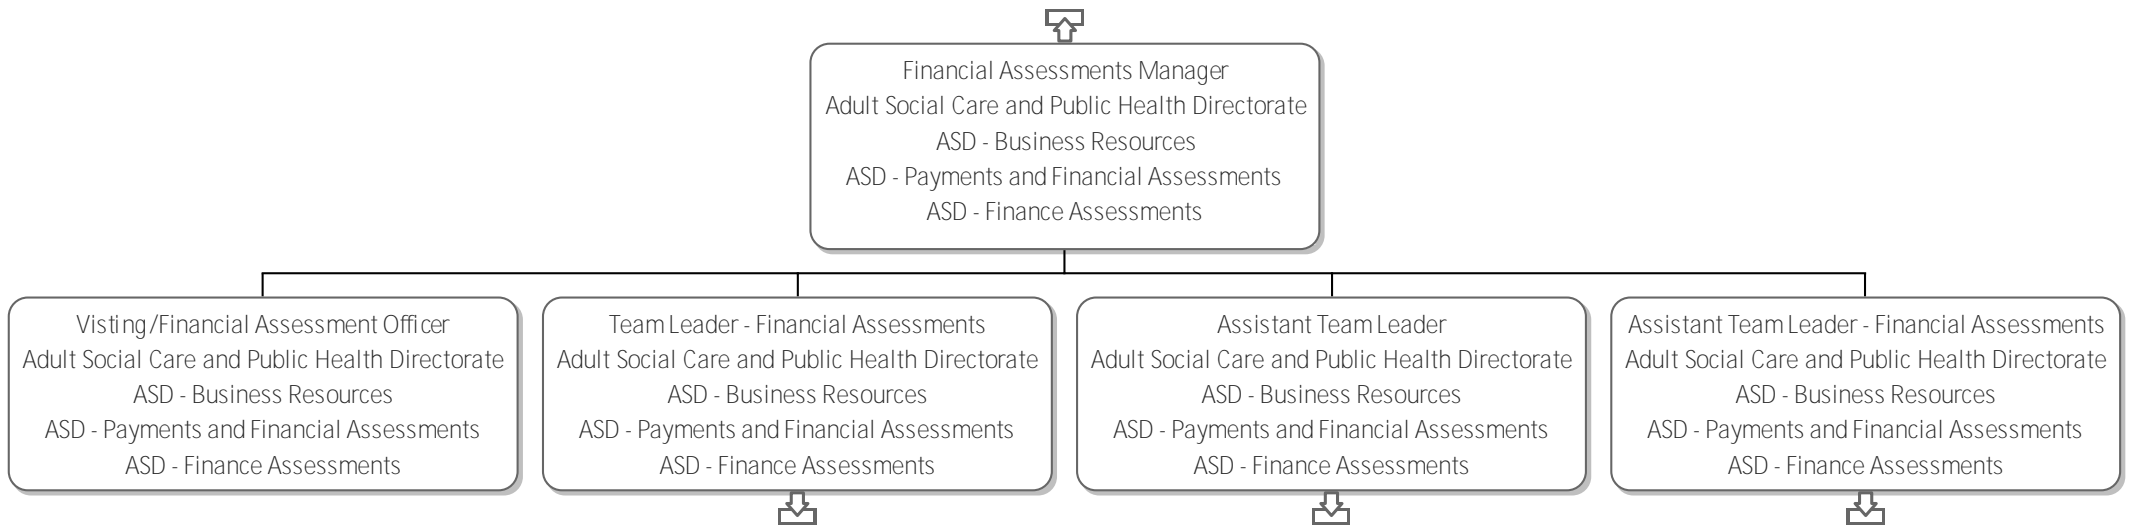 Financial Assessments Manager
Adult Social Care and Public Health Directorate
ASD - Business Resources
ASD - Payments and Financial Assessments
ASD - Finance Assessments
Visting/Financial Assessment Officer
Adult Social Care and Public Health Directorate
ASD - Business Resources
ASD - Payments and Financial Assessments
ASD - Finance Assessments
Team Leader - Financial Assessments
Adult Social Care and Public Health Directorate
ASD - Business Resources
ASD - Payments and Financial Assessments
ASD - Finance Assessments
Assistant Team Leader
Adult Social Care and Public Health Directorate
ASD - Business Resources
ASD - Payments and Financial Assessments
ASD - Finance Assessments
Assistant Team Leader - Financial Assessments
Adult Social Care and Public Health Directorate
ASD - Business Resources
ASD - Payments and Financial Assessments
ASD - Finance Assessments